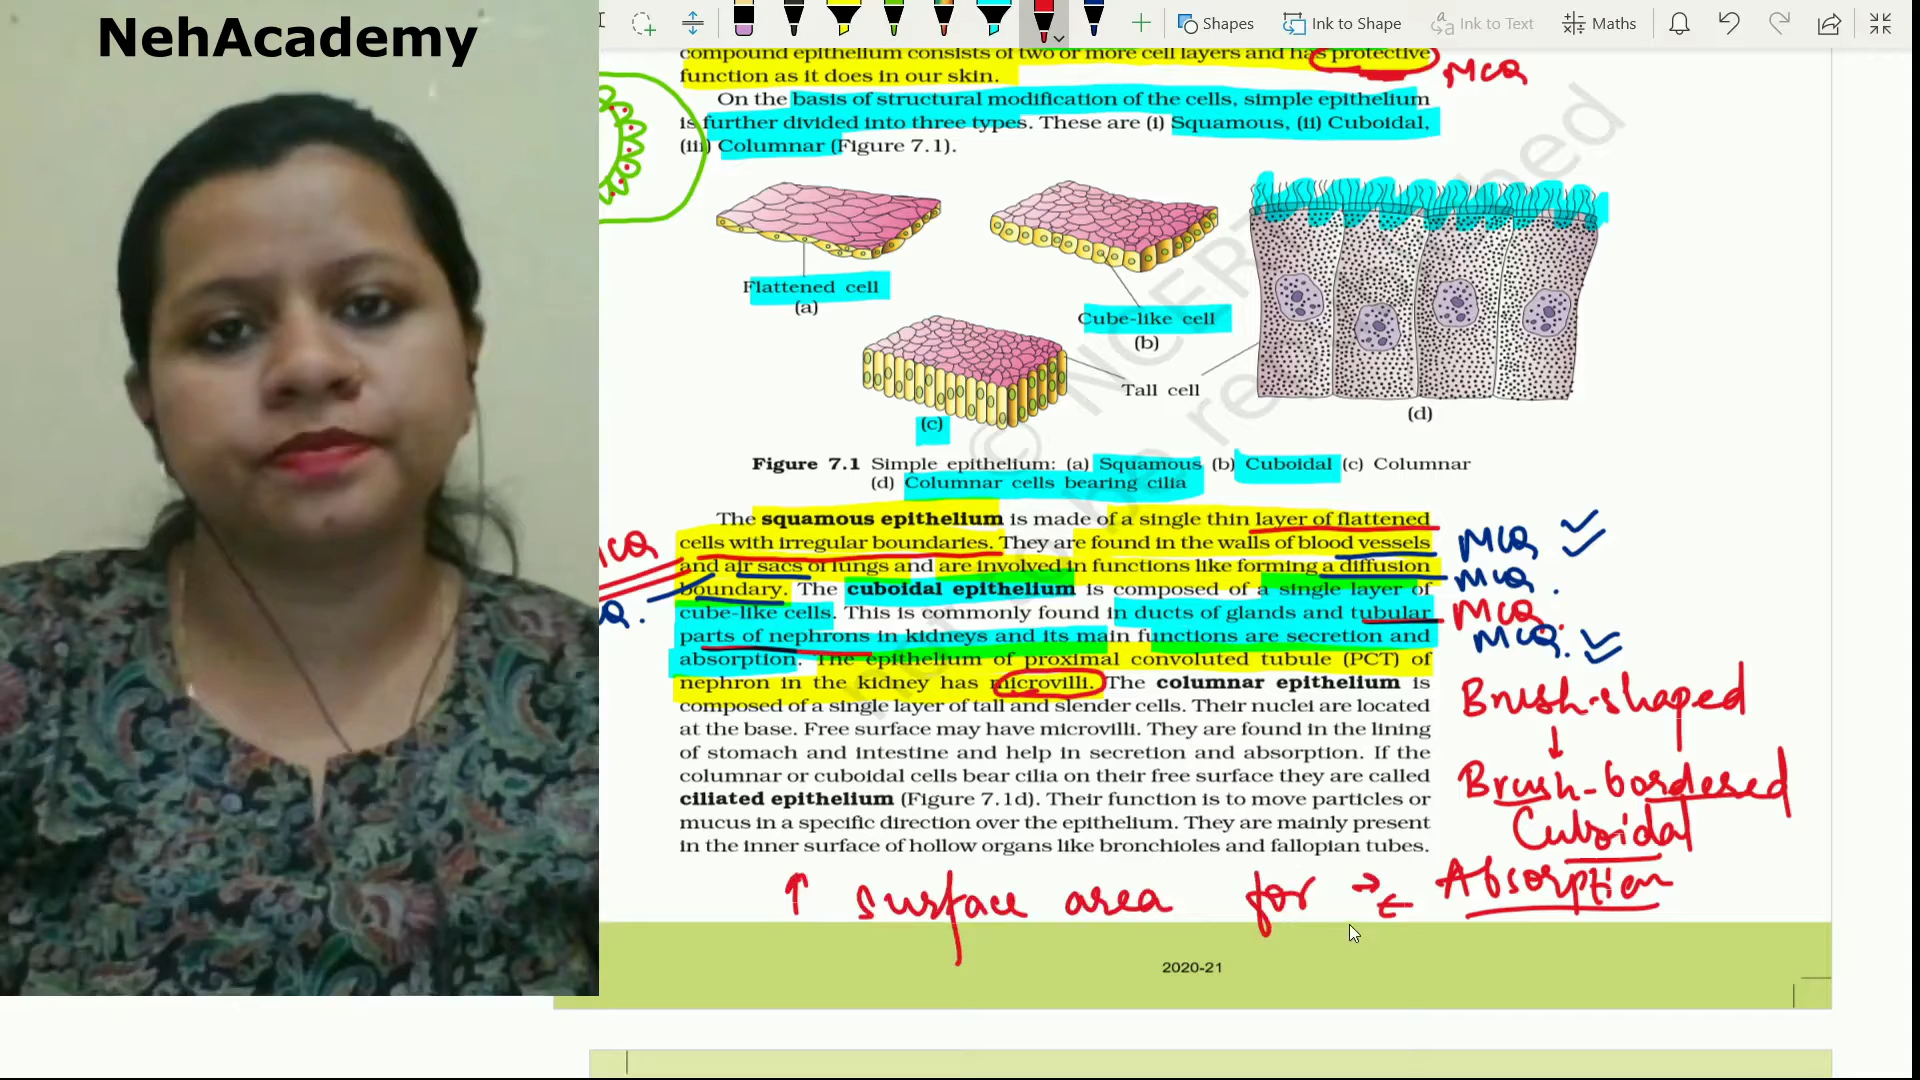 NehAcademy
Shapes
Ink to Shape
Ink to Text
Maths
compound epithelium consists of two or more cell layers and has protective
function as it does in our skin.
MCQ
On the basis of structural modification of the cells, simple epithelium
is further divided into three types. These are (i) Squamous, (ii) Cuboidal,
(iii) Columnar (Figure 7.1).
Flattened cell
(a)
Cube-like cell
(b)
Tall cell
(c)
(d)
Figure 7.1 Simple epithelium: (a) Squamous (b) Cuboidal (c) Columnar
(d) Columnar cells bearing cilia
The squamous epithelium is made of a single thin layer of flattened
cells with irregular boundaries. They are found in the walls of blood vessels
and air sacs of lungs and are involved in functions like forming a diffusion
boundary. The cuboidal epithelium is composed of a single layer of
cube-like cells. This is commonly found in ducts of glands and tubular
parts of nephrons in kidneys and its main functions are secretion and
absorption. The epithelium of proximal convoluted tubule (PCT) of
nephron in the kidney has microvilli. The columnar epithelium is
composed of a single layer of tall and slender cells. Their nuclei are located
at the base. Free surface may have microvilli. They are found in the lining
of stomach and intestine and help in secretion and absorption. If the
columnar or cuboidal cells bear cilia on their free surface they are called
ciliated epithelium (Figure 7.1d). Their function is to move particles or
mucus in a specific direction over the epithelium. They are mainly present
in the inner surface of hollow organs like bronchioles and fallopian tubes.
MCQ
MCQ.
MCQ.
MCQ.
Brush-shaped
Brush-bordered
Cuboidal
↑ surface area for Absorption
2020-21